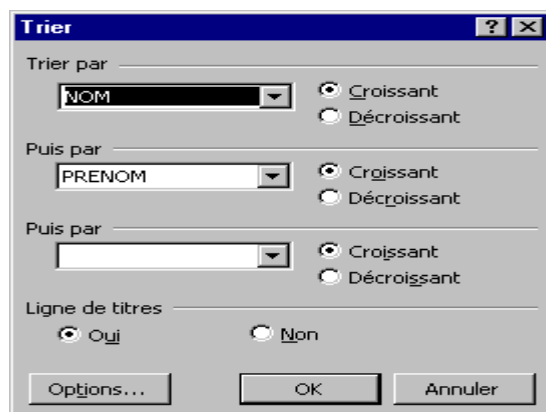 Trier
Trier par
NOM
Croissant
Décroissant
Puis par
PRENOM
Croissant
Décroissant
Puis par
Croissant
Décroissant
Ligne de titres
Oui Non
Options... OK Annuler